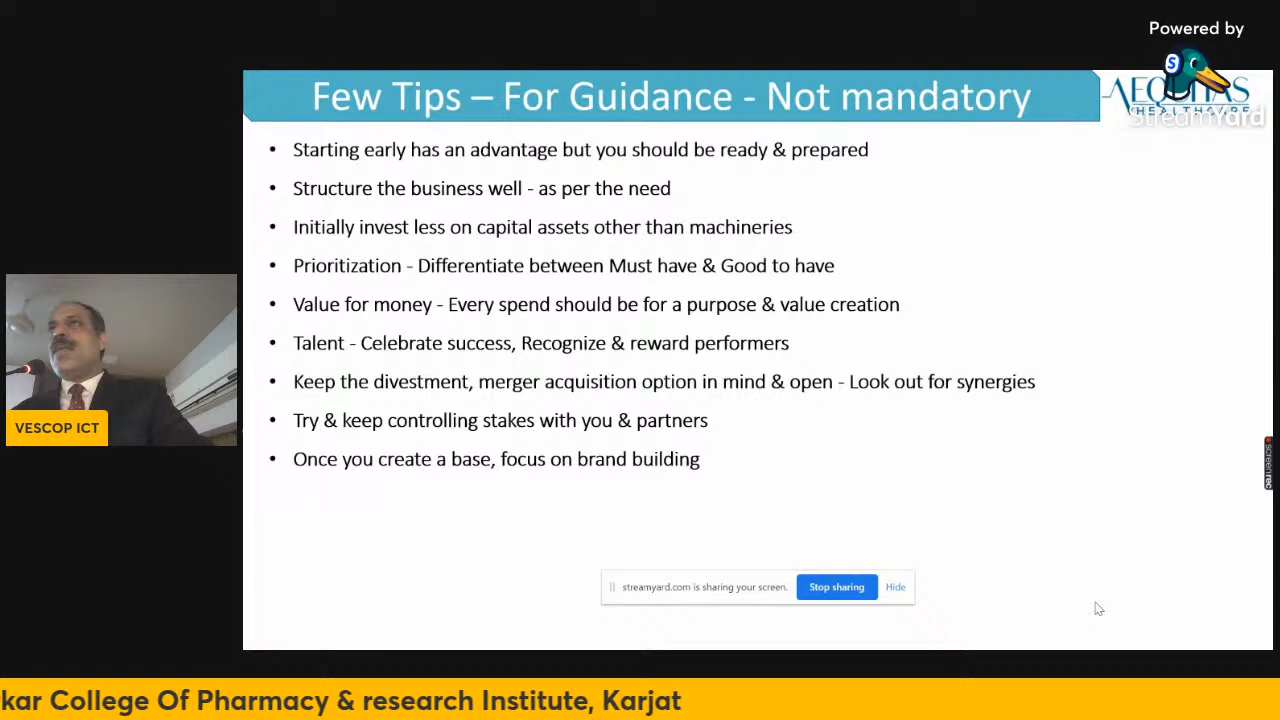 Powered by
Few Tips – For Guidance - Not mandatory
AEQUITAS
HEALTHCARE
StreamYard
• Starting early has an advantage but you should be ready & prepared
• Structure the business well - as per the need
• Initially invest less on capital assets other than machineries
• Prioritization - Differentiate between Must have & Good to have
• Value for money - Every spend should be for a purpose & value creation
• Talent - Celebrate success, Recognize & reward performers
• Keep the divestment, merger acquisition option in mind & open - Look out for synergies
• Try & keep controlling stakes with you & partners
• Once you create a base, focus on brand building
VESCOP ICT
screenrec
streamyard.com is sharing your screen. Stop sharing Hide
kar College Of Pharmacy & research Institute, Karjat